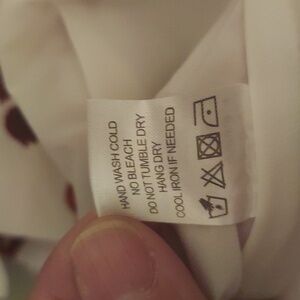 HAND WASH COLD
NO BLEACH
DO NOT TUMBLE DRY
HANG DRY
COOL IRON IF NEEDED